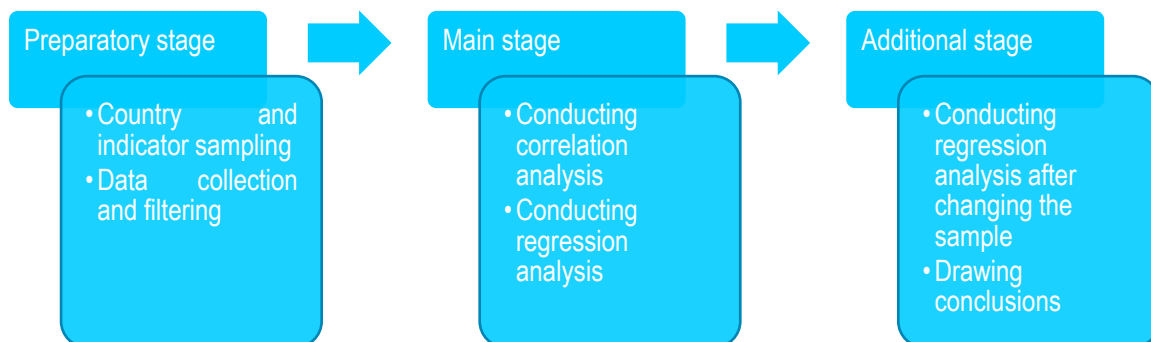 Preparatory stage
• Country and
indicator sampling
• Data collection
and filtering
Main stage
• Conducting
correlation
analysis
• Conducting
regression
analysis
Additional stage
• Conducting
regression
analysis after
changing the
sample
• Drawing
conclusions